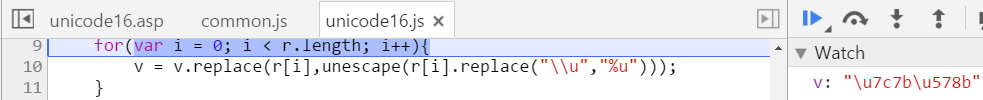 unicode16.asp common.js unicode16.js ×
Watch
9 for(var i = 0; i < r.length; i++){
10 v = v.replace(r[i],unescape(r[i].replace("\\u","%u")));
11 }
v: "\u7c7b\u578b"